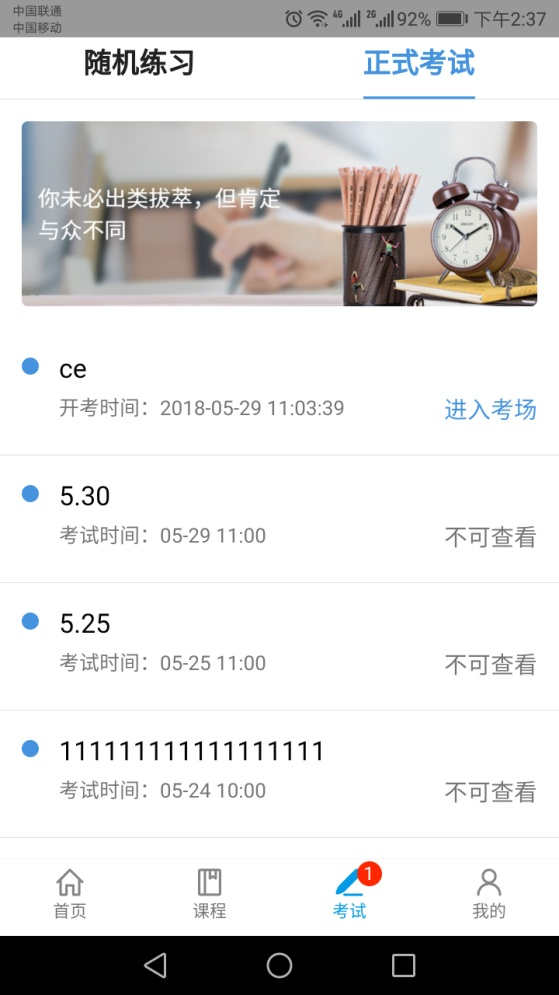 中国联通
中国移动
4G 2G 92% 下午2:37
随机练习 正式考试
你未必出类拔萃，但肯定
与众不同
ce
开考时间：2018-05-29 11:03:39 进入考场
5.30
考试时间：05-29 11:00 不可查看
5.25
考试时间：05-25 11:00 不可查看
111111111111111111
考试时间：05-24 10:00 不可查看
1
首页 课程 考试 我的